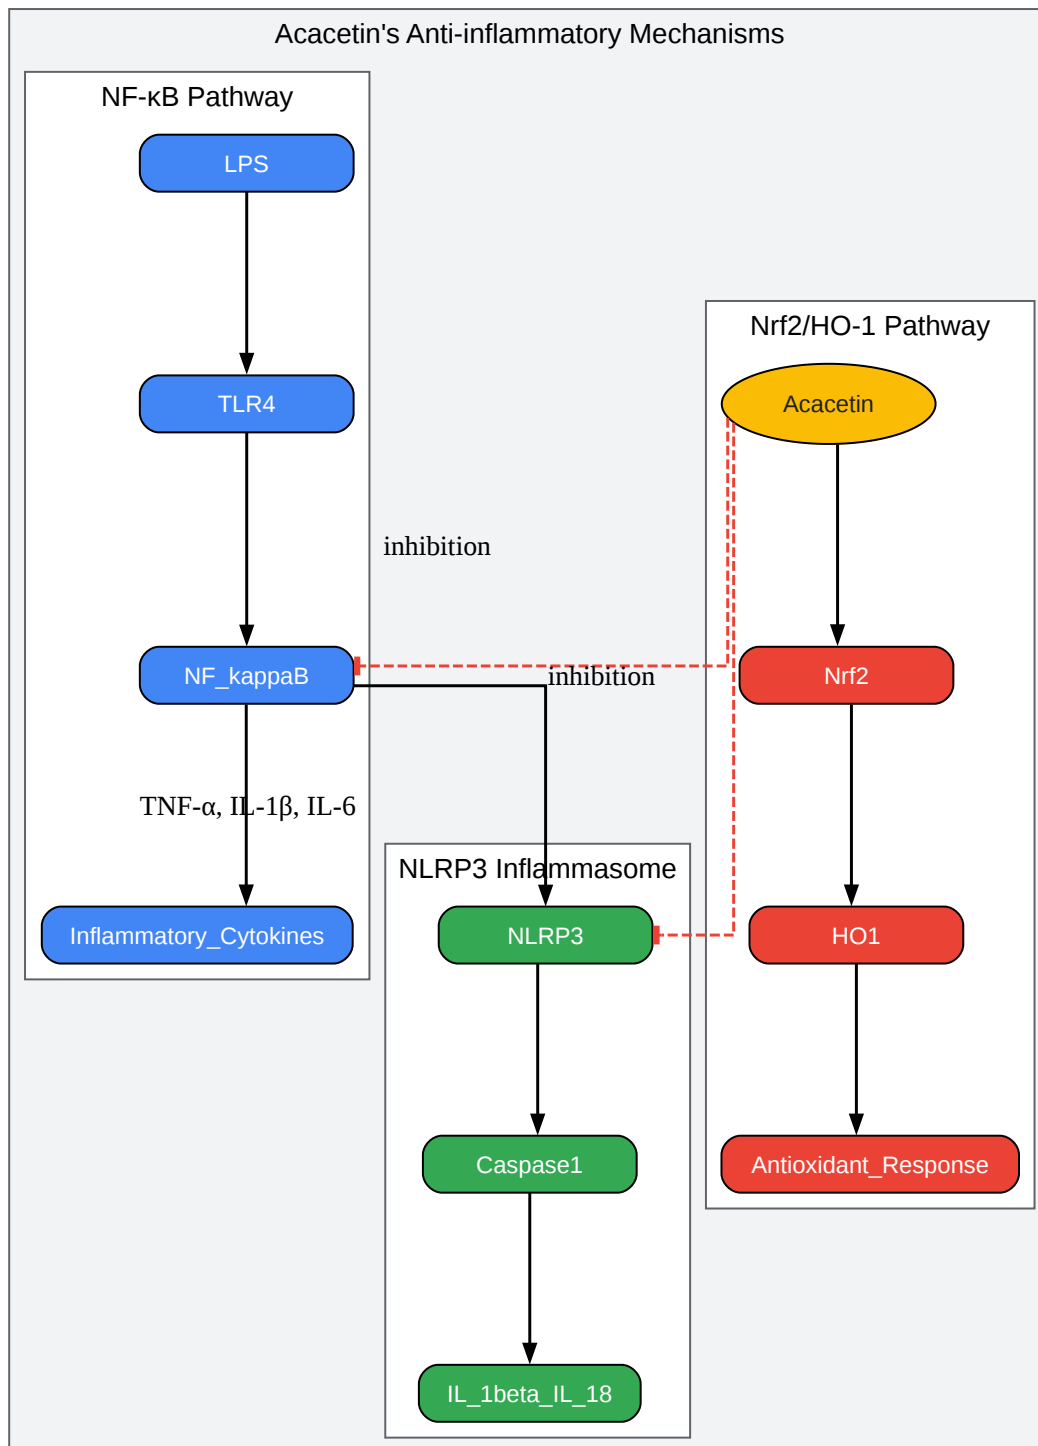 Acacetin's Anti-inflammatory Mechanisms
NF-κB Pathway
LPS
TLR4
inhibition
NF_kappaB
inhibition
TNF-α, IL-1β, IL-6
Inflammatory_Cytokines
NLRP3 Inflammasome
NLRP3
Caspase1
IL_1beta_IL_18
Nrf2/HO-1 Pathway
Acacetin
Nrf2
HO1
Antioxidant_Response